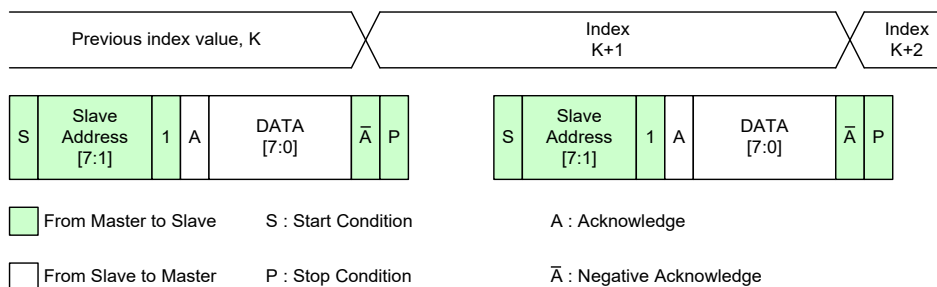 Previous index value, K
Index
K+1
Index
K+2
S
Slave
Address
[7:1]
1
A
DATA
[7:0]
A̅
P
S
Slave
Address
[7:1]
1
A
DATA
[7:0]
A̅
P
From Master to Slave
S : Start Condition
A : Acknowledge
From Slave to Master
P : Stop Condition
A̅ : Negative Acknowledge